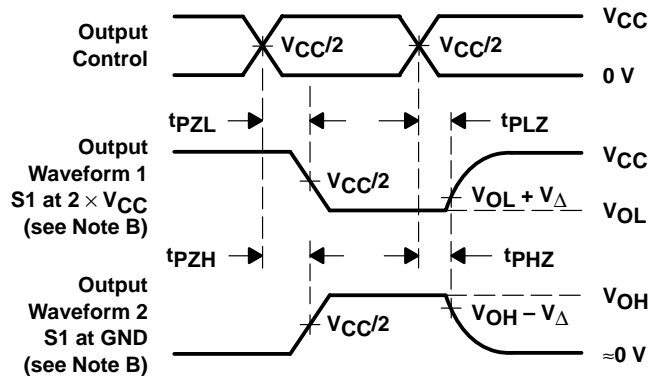 Output
Control
VCC/2
VCC/2
VCC
0 V
tPZL
tPLZ
Output
Waveform 1
S1 at 2 × VCC
(see Note B)
VCC/2
VOL + VΔ
VCC
VOL
tPZH
tPHZ
Output
Waveform 2
S1 at GND
(see Note B)
VCC/2
VOH – VΔ
VOH
≈0 V